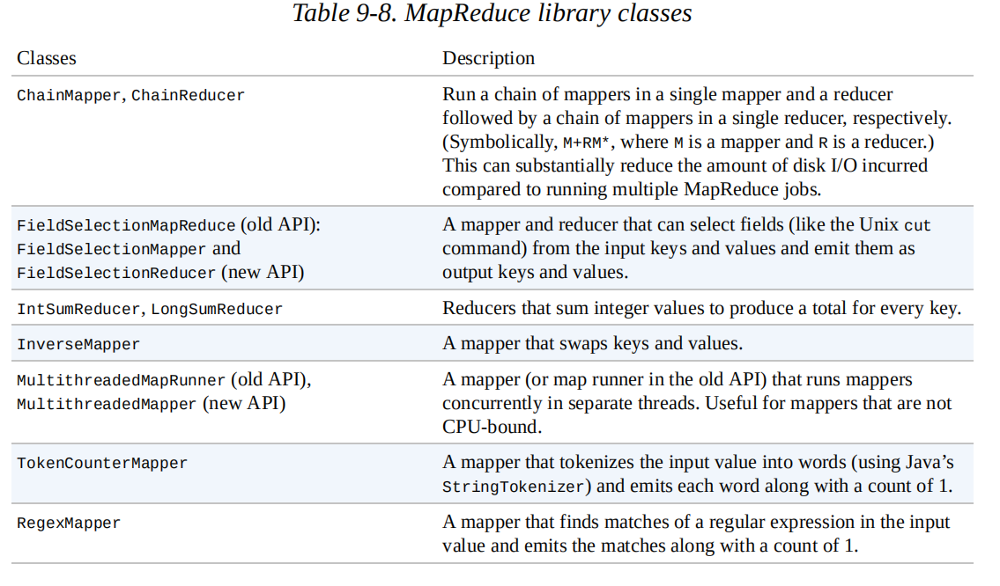 Table 9-8. MapReduce library classes
Classes
Description
ChainMapper, ChainReducer
Run a chain of mappers in a single mapper and a reducer
followed by a chain of mappers in a single reducer, respectively.
(Symbolically, M+RM*, where M is a mapper and R is a reducer.)
This can substantially reduce the amount of disk I/O incurred
compared to running multiple MapReduce jobs.
FieldSelectionMapReduce (old API):
FieldSelectionMapper and
FieldSelectionReducer (new API)
A mapper and reducer that can select fields (like the Unix cut
command) from the input keys and values and emit them as
output keys and values.
IntSumReducer, LongSumReducer
Reducers that sum integer values to produce a total for every key.
InverseMapper
A mapper that swaps keys and values.
MultithreadedMapRunner (old API),
MultithreadedMapper (new API)
A mapper (or map runner in the old API) that runs mappers
concurrently in separate threads. Useful for mappers that are not
CPU-bound.
TokenCounterMapper
A mapper that tokenizes the input value into words (using Java’s
StringTokenizer) and emits each word along with a count of 1.
RegexMapper
A mapper that finds matches of a regular expression in the input
value and emits the matches along with a count of 1.